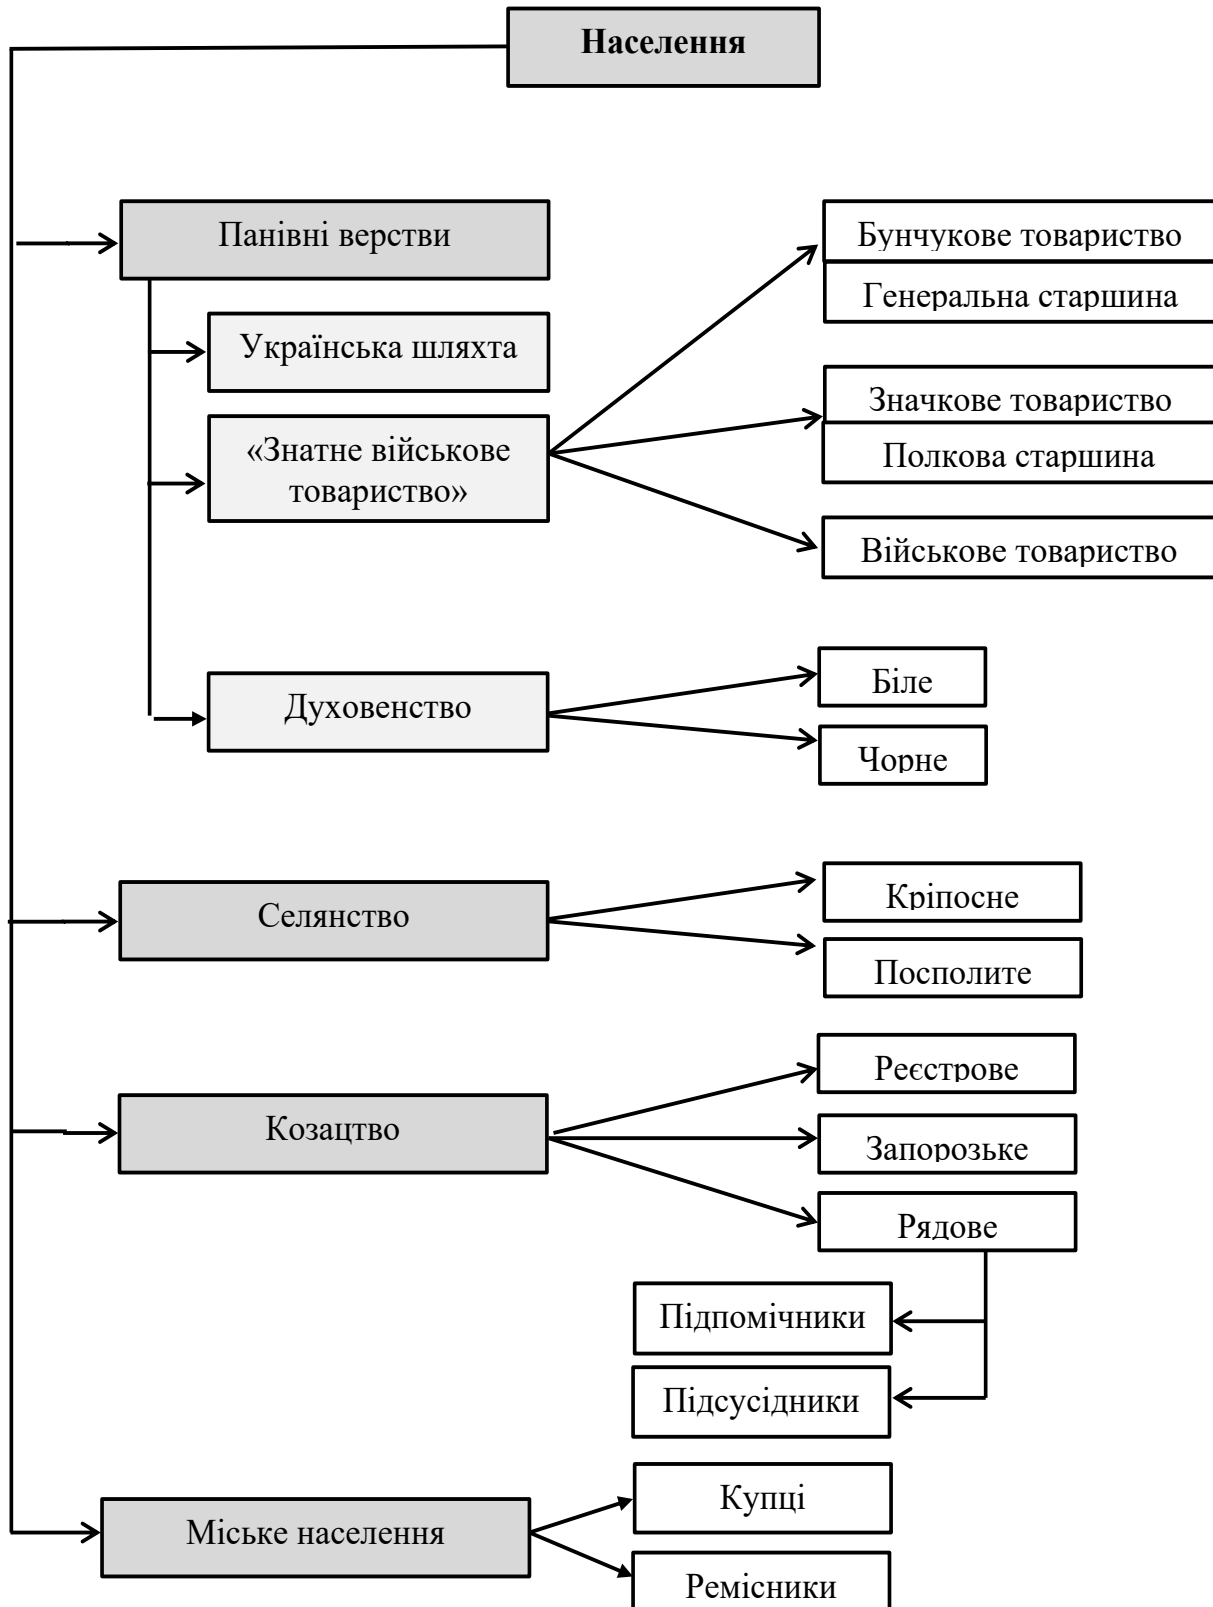 Населення
Панівні верстви
Бунчукове товариство
Генеральна старшина
Українська шляхта
Значкове товариство
«Знатне військове
товариство»
Полкова старшина
Військове товариство
Духовенство
Біле
Чорне
Селянство
Кріпосне
Посполите
Козацтво
Реєстрове
Запорозьке
Рядове
Підпомічники
Підсусідники
Міське населення
Купці
Ремісники